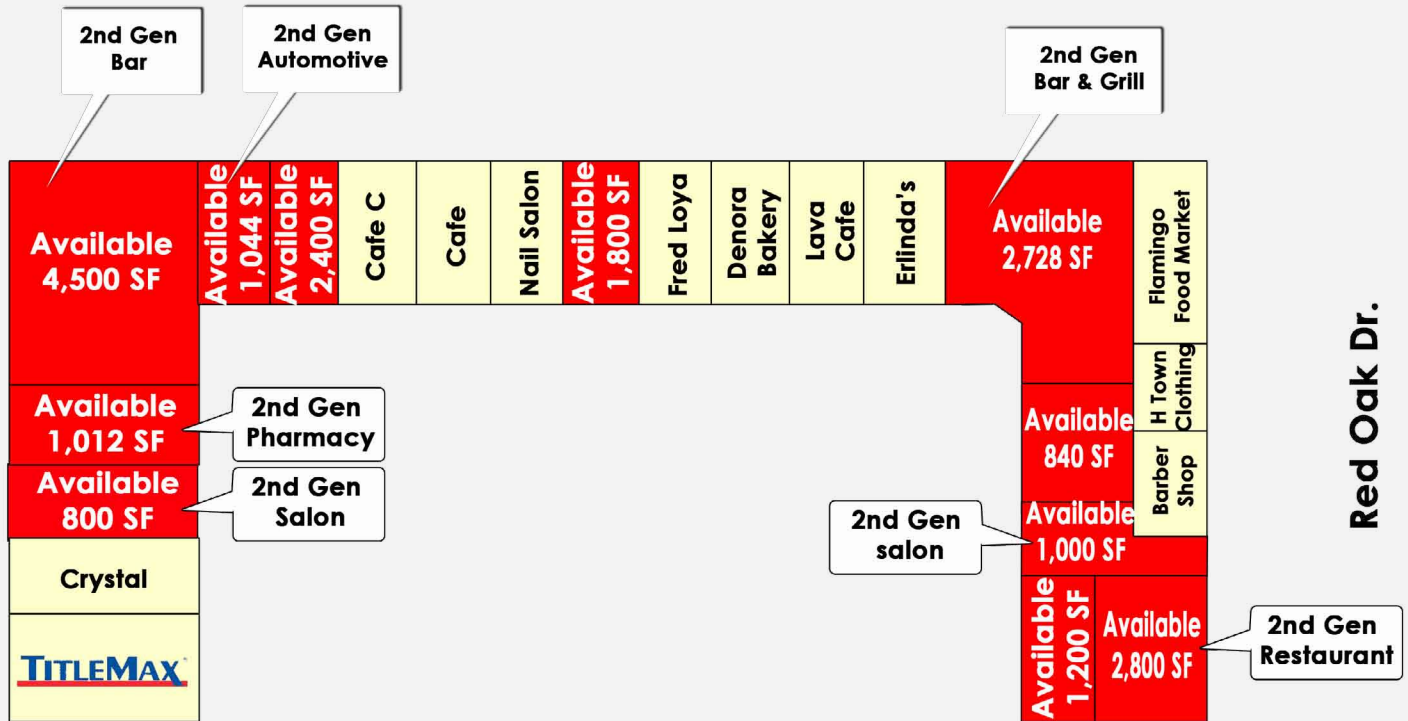 2nd Gen
Bar
2nd Gen
Automotive
2nd Gen
Bar & Grill
Available
4,500 SF
Available
1,044 SF
Available
2,400 SF
Cafe C
Cafe
Nail Salon
Available
1,800 SF
Fred Loya
Denora
Bakery
Lava
Cafe
Erlinda's
Available
2,728 SF
Flamingo
Food Market
H Town
Clothing
Barber
Shop
Red Oak Dr.
Available
1,012 SF
2nd Gen
Pharmacy
Available
800 SF
2nd Gen
Salon
Crystal
TITLEMAX
Available
840 SF
2nd Gen
salon
Available
1,000 SF
Available
1,200 SF
Available
2,800 SF
2nd Gen
Restaurant